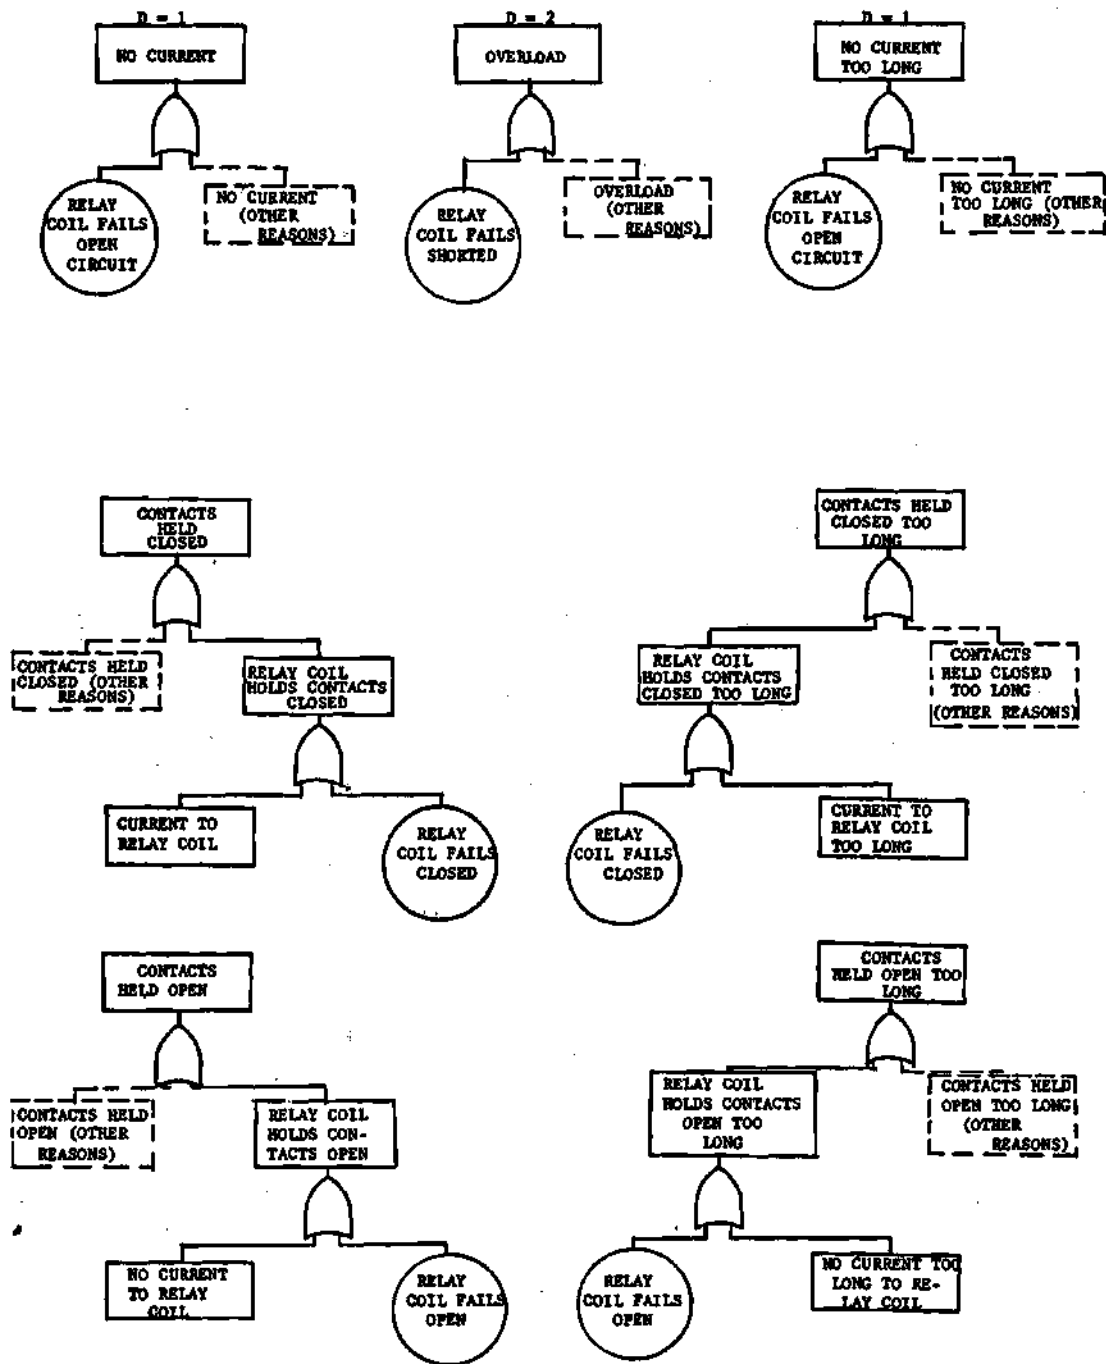 D = 1
NO CURRENT
RELAY
COIL FAILS
OPEN
CIRCUIT
NO CURRENT
(OTHER
REASONS)
D = 2
OVERLOAD
RELAY
COIL FAILS
SHORTED
OVERLOAD
(OTHER
REASONS)
D = 1
NO CURRENT
TOO LONG
RELAY
COIL FAILS
OPEN
CIRCUIT
NO CURRENT
TOO LONG (OTHER
REASONS)
CONTACTS
HELD
CLOSED
CONTACTS HELD
CLOSED (OTHER
REASONS)
RELAY COIL
HOLDS CONTACTS
CLOSED
CURRENT TO
RELAY COIL
RELAY
COIL FAILS
CLOSED
CONTACTS HELD
CLOSED TOO
LONG
RELAY COIL
HOLDS CONTACTS
CLOSED TOO LONG
CONTACTS
HELD CLOSED
TOO LONG
(OTHER REASONS)
RELAY
COIL FAILS
CLOSED
CURRENT TO
RELAY COIL
TOO LONG
CONTACTS
HELD OPEN
CONTACTS HELD
OPEN (OTHER
REASONS)
RELAY COIL
HOLDS CON-
TACTS OPEN
NO CURRENT
TO RELAY
COIL
RELAY
COIL FAILS
OPEN
CONTACTS
HELD OPEN TOO
LONG
RELAY COIL
HOLDS CONTACTS
OPEN TOO
LONG
CONTACTS HELD
OPEN TOO LONG
(OTHER
REASONS)
RELAY
COIL FAILS
OPEN
NO CURRENT TOO
LONG TO RE-
LAY COIL